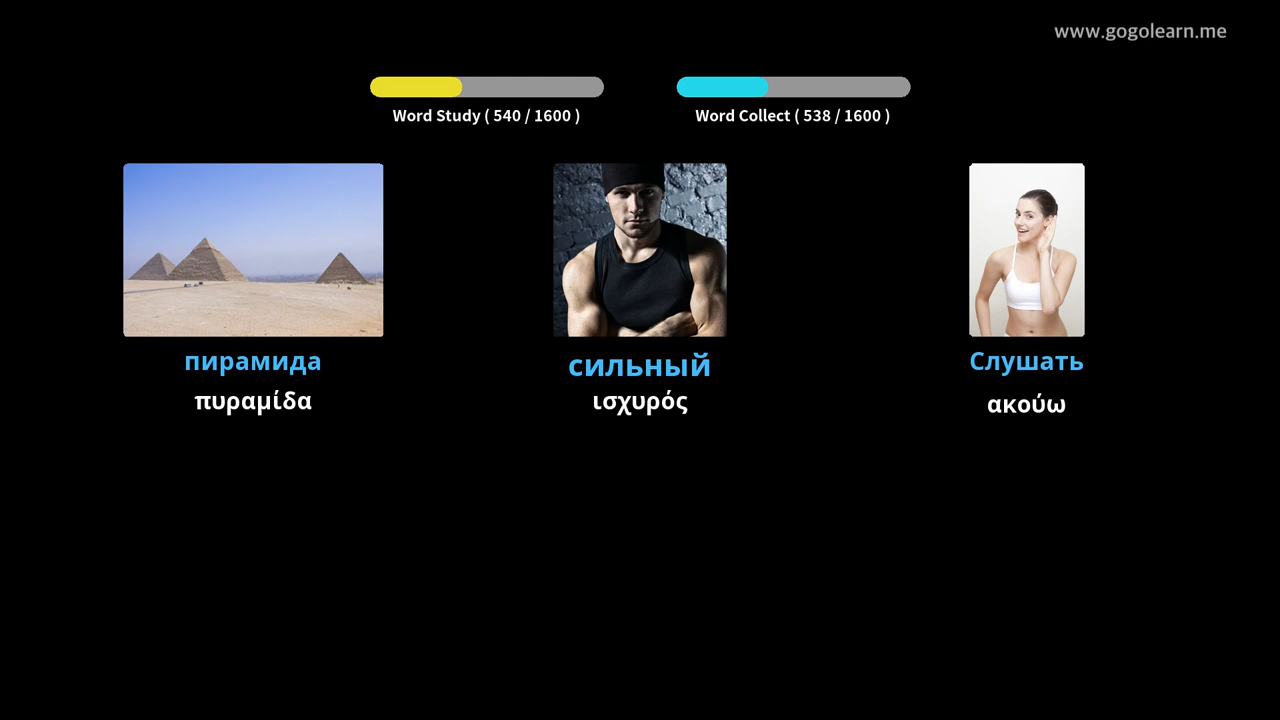 www.gogolearn.me
Word Study ( 540 / 1600 )
Word Collect ( 538 / 1600 )
пирамида
сильный
Слушать
πυραμίδα
ισχυρός
ακούω